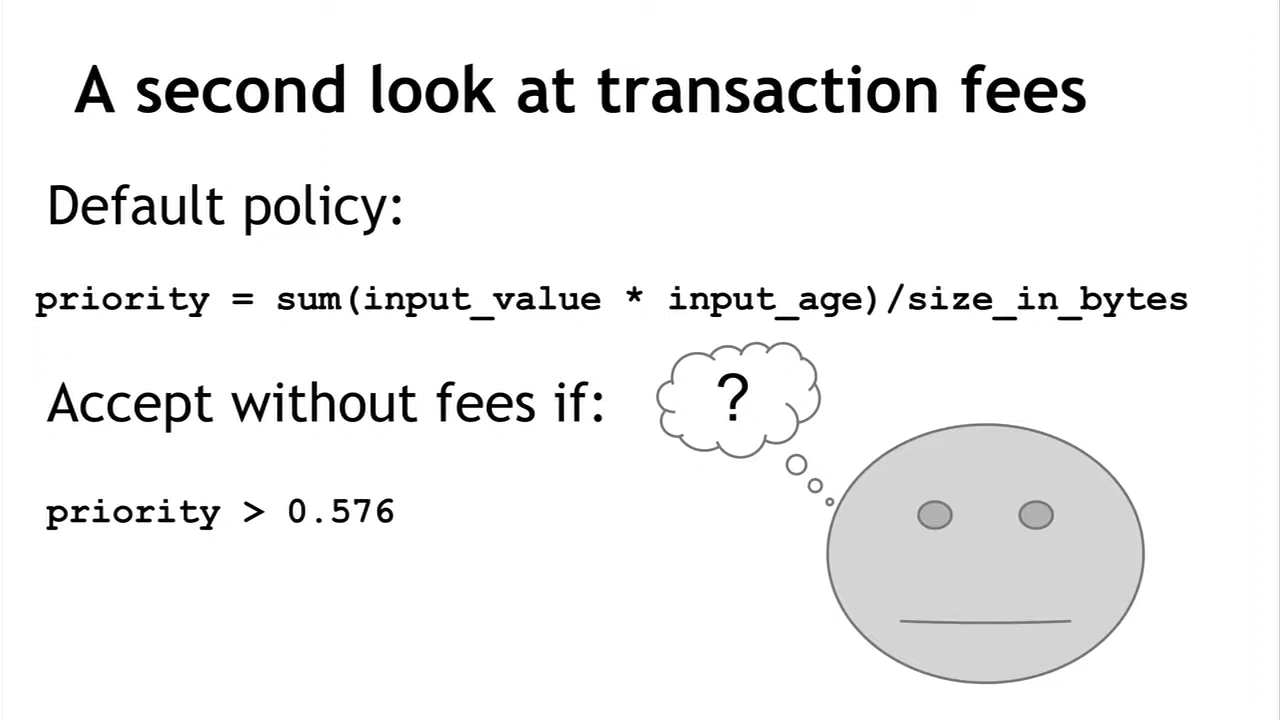 A second look at transaction fees
Default policy:
priority = sum(input_value * input_age)/size_in_bytes
Accept without fees if:
?
priority > 0.576